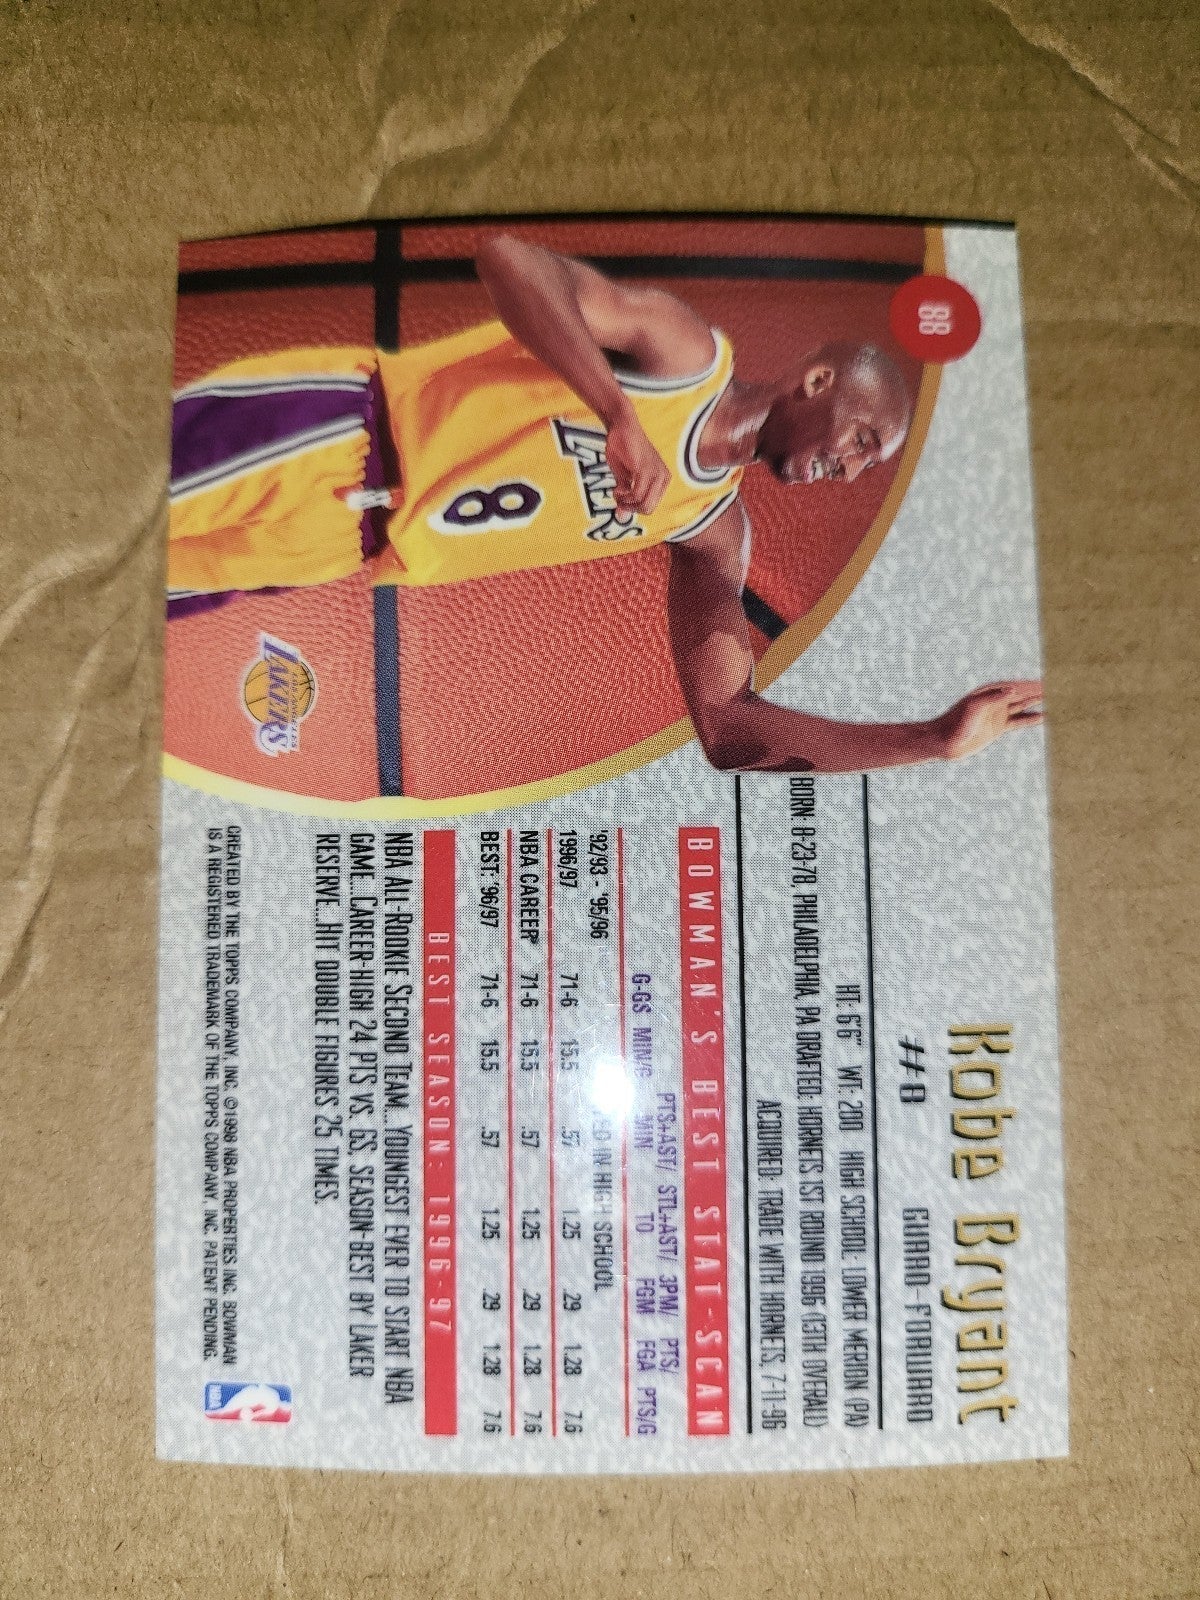 88
Kobe Bryant
#8 GUARD-FORWARD
HT: 6'6" WT: 200 HIGH SCHOOL: LOWER MERION (PA)
BORN: 8-23-78, PHILADELPHIA, PA DRAFTED: HORNETS 1ST ROUND 1996 (13TH OVERALL)
ACQUIRED: TRADE WITH HORNETS, 7-11-96
BOWMAN'S BEST STAT-SCAN
PTS+AST/ STL+AST/ 3PM/ PTS/
G-GS MIN/G MIN TO FGM FGA PTS/G
'92/93 - '95/96 IN HIGH SCHOOL
1996/97 71-6 15.5 .57 1.25 .29 1.28 7.6
NBA CAREER 71-6 15.5 .57 1.25 .29 1.28 7.6
BEST: '96/97 71-6 15.5 .57 1.25 .29 1.28 7.6
BEST SEASON: 1996-97
NBA ALL-ROOKIE SECOND TEAM...YOUNGEST EVER TO START NBA
GAME...CAREER-HIGH 24 PTS VS. GS, SEASON-BEST BY LAKER
RESERVE...HIT DOUBLE FIGURES 25 TIMES.
CREATED BY THE TOPPS COMPANY, INC. ©1998 NBA PROPERTIES, INC. BOWMAN
IS A REGISTERED TRADEMARK OF THE TOPPS COMPANY, INC. PATENT PENDING.
NBA
LAKERS
8
LOS ANGELES
LAKERS